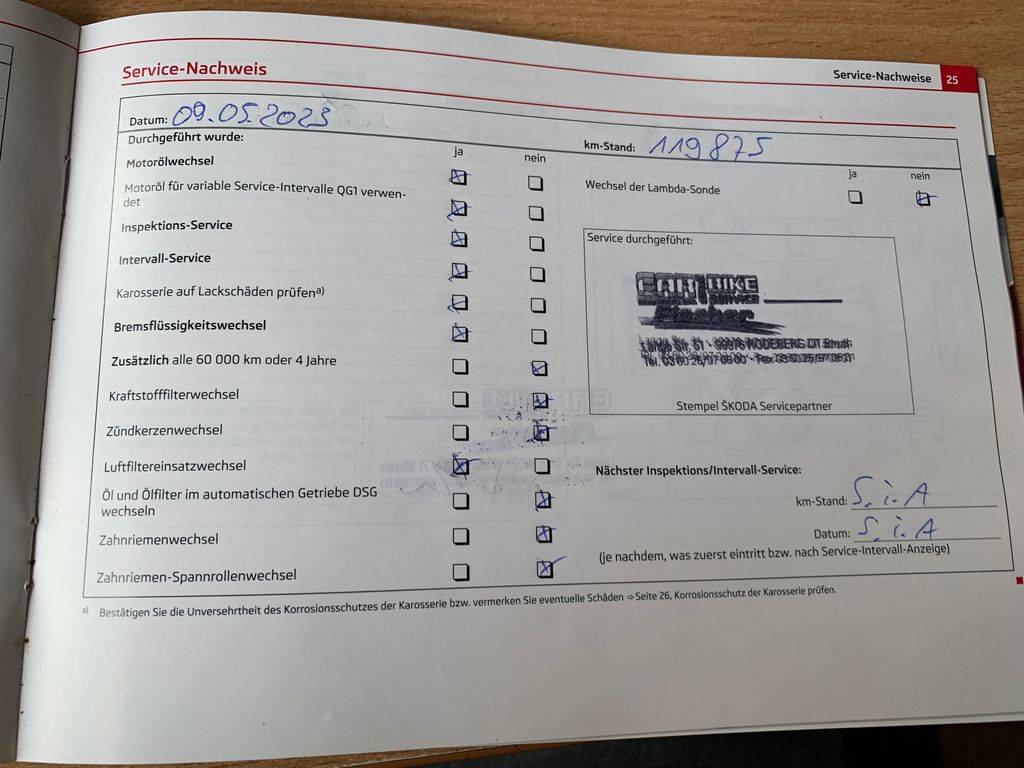 Service-Nachweis
Service-Nachweise 25
Datum: 09.05.2023
km-Stand: 119875
Durchgeführt wurde:
ja nein
Motorölwechsel
Motoröl für variable Service-Intervalle QG1 verwen-
det
Inspektions-Service
Intervall-Service
Karosserie auf Lackschäden prüfen a)
Bremsflüssigkeitswechsel
Zusätzlich alle 60 000 km oder 4 Jahre
Kraftstofffilterwechsel
Zündkerzenwechsel
Luftfiltereinsatzwechsel
Öl und Ölfilter im automatischen Getriebe DSG
wechseln
Zahnriemenwechsel
Zahnriemen-Spannrollenwechsel
ja nein
Wechsel der Lambda-Sonde
Service durchgeführt:
CAR BIKE
Stempel ŠKODA Servicepartner
Nächster Inspektions/Intervall-Service:
km-Stand: S.i.A
Datum: S.i.A
(je nachdem, was zuerst eintritt bzw. nach Service-Intervall-Anzeige)
a) Bestätigen Sie die Unversehrtheit des Korrosionsschutzes der Karosserie bzw. vermerken Sie eventuelle Schäden ⇒ Seite 26, Korrosionsschutz der Karosserie prüfen.